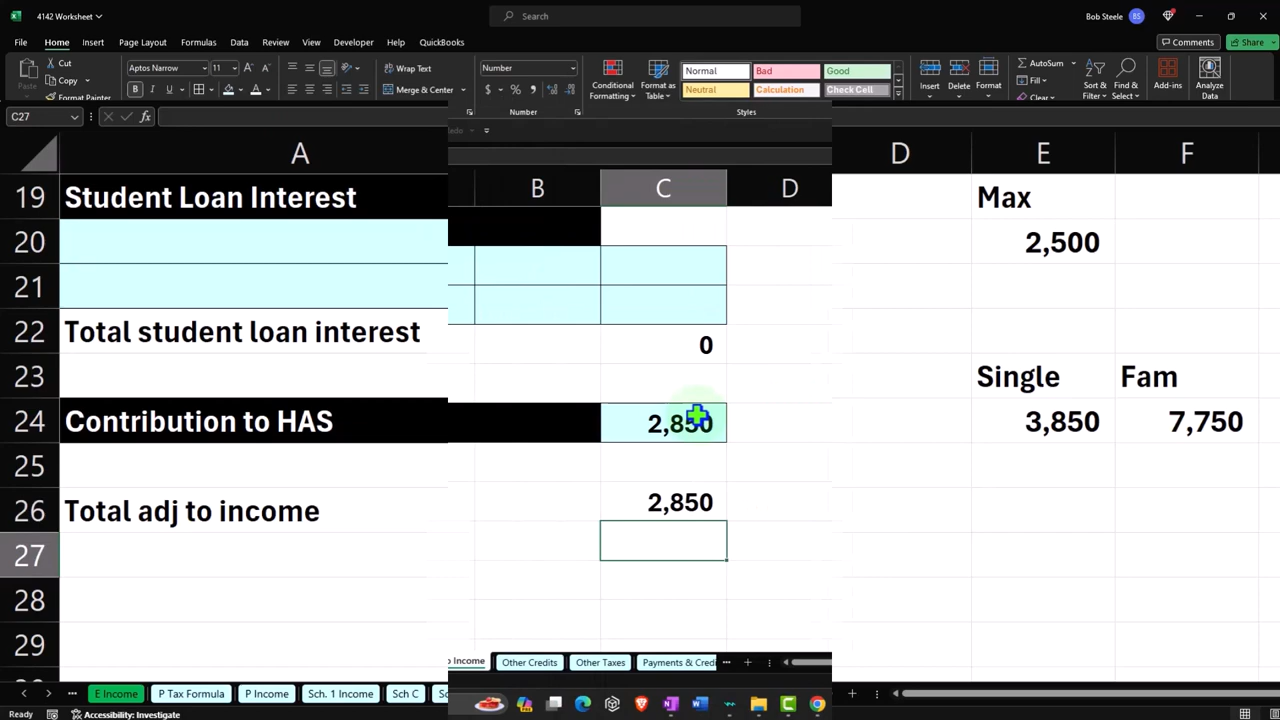 4142 Worksheet
Search
Bob Steele
BS
File
Home
Insert
Page Layout
Formulas
Data
Review
View
Developer
Help
QuickBooks
Comments
Share
Cut
Copy
Format Painter
Aptos Narrow
11
Wrap Text
Merge & Center
Number
Conditional
Formatting
Format as
Table
Normal
Bad
Good
Neutral
Calculation
Check Cell
Insert
Delete
Format
AutoSum
Fill
Clear
Sort &
Filter
Find &
Select
Add-ins
Analyze
Data
Number
Styles
C27
A
B
C
D
D
E
F
19 Student Loan Interest Max
20 2,500
21
22 Total student loan interest 0
23 Single Fam
24 Contribution to HAS 2,850 3,850 7,750
25
26 Total adj to income 2,850
27
28
29
E Income
P Tax Formula
P Income
Sch. 1 Income
Sch C
Income
Other Credits
Other Taxes
Payments & Credi
Ready
Accessibility: Investigate